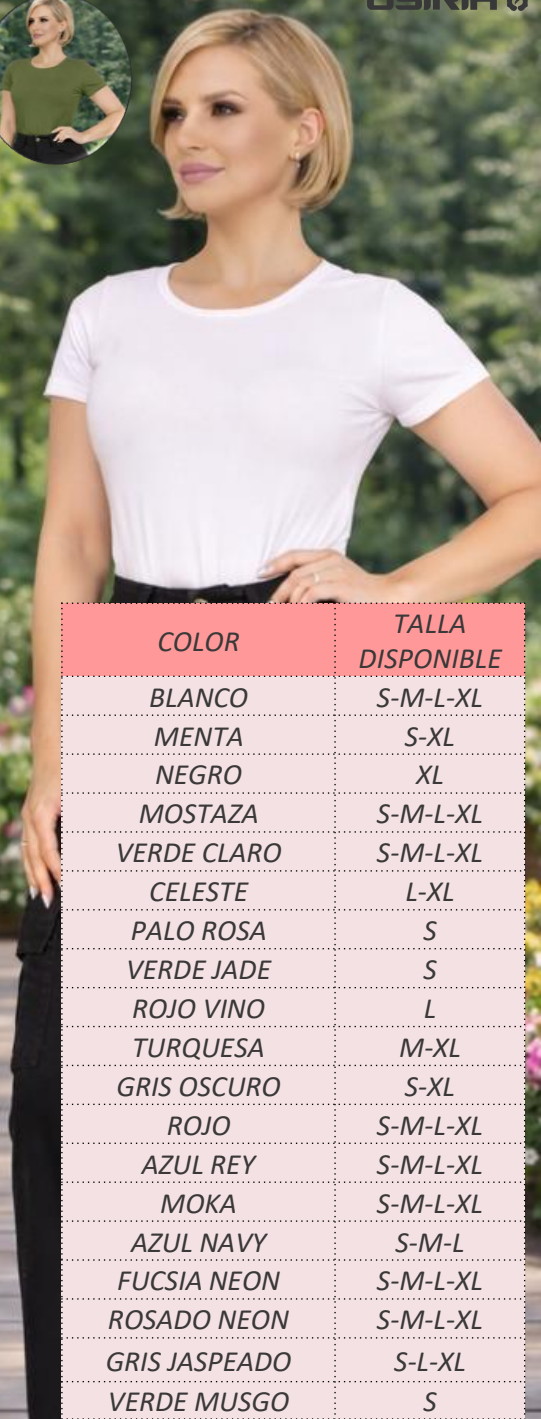 COLOR TALLA DISPONIBLE
BLANCO S-M-L-XL
MENTA S-XL
NEGRO XL
MOSTAZA S-M-L-XL
VERDE CLARO S-M-L-XL
CELESTE L-XL
PALO ROSA S
VERDE JADE S
ROJO VINO L
TURQUESA M-XL
GRIS OSCURO S-XL
ROJO S-M-L-XL
AZUL REY S-M-L-XL
MOKA S-M-L-XL
AZUL NAVY S-M-L
FUCSIA NEON S-M-L-XL
ROSADO NEON S-M-L-XL
GRIS JASPEADO S-L-XL
VERDE MUSGO S